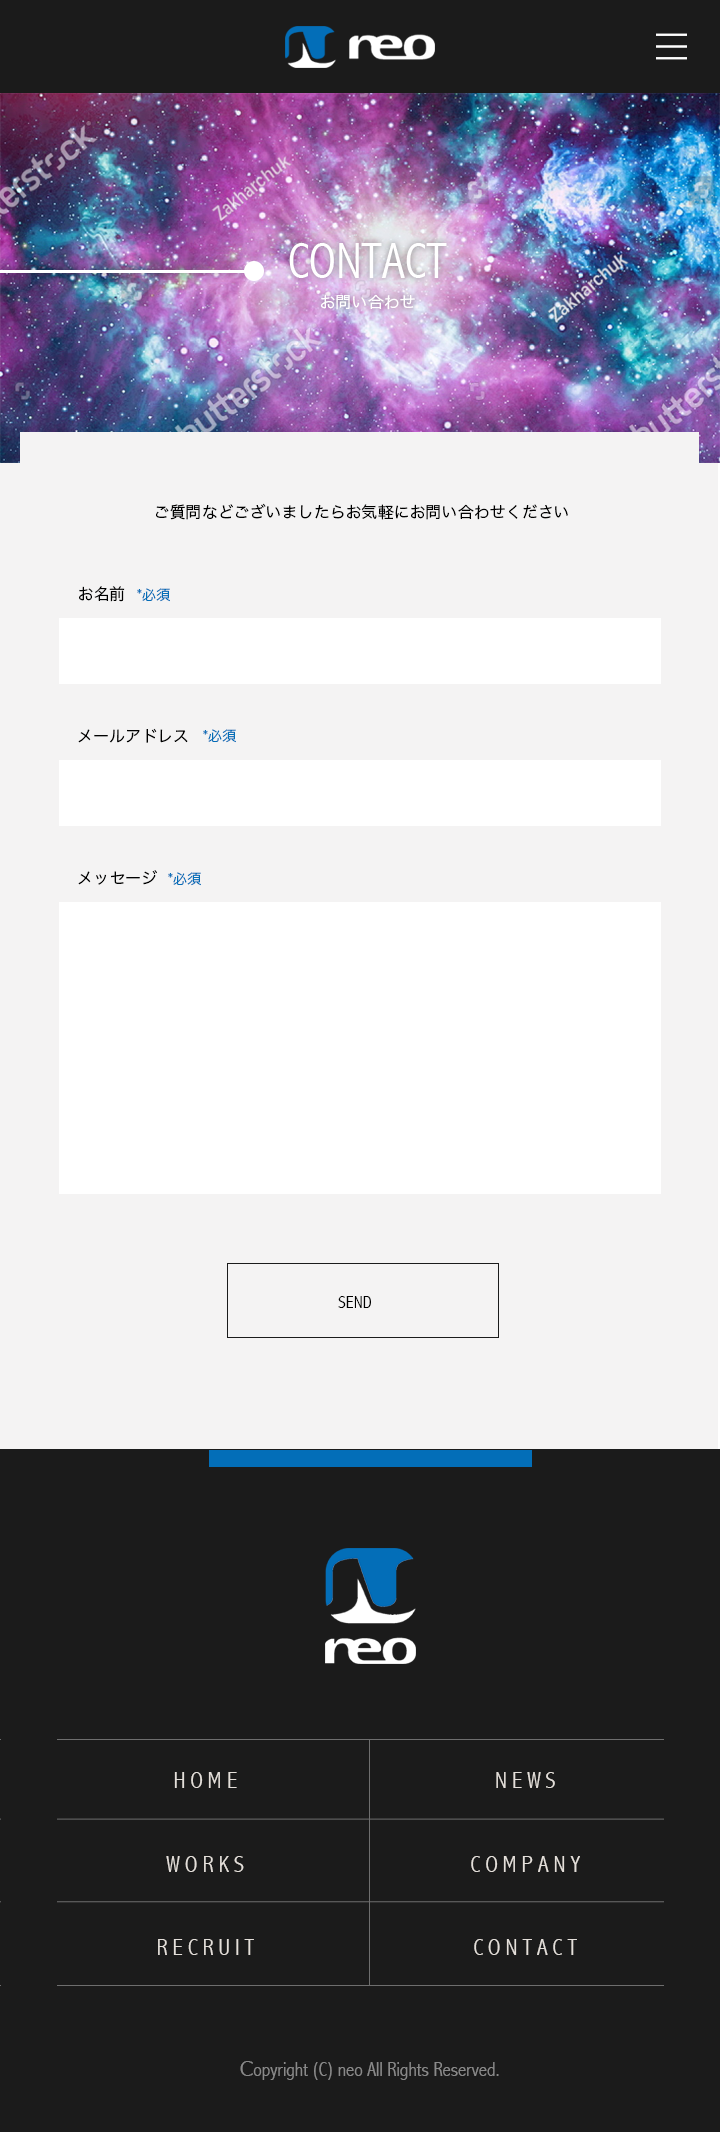 neo
shutterstock
Zakharchuk
CONTACT
お問い合わせ
Zakharchuk
shutterstock
shutterstock
ご質問などございましたらお気軽にお問い合わせください
お名前 *必須
メールアドレス *必須
メッセージ *必須
SEND
neo
HOME NEWS
WORKS COMPANY
RECRUIT CONTACT
Copyright (C) neo All Rights Reserved.